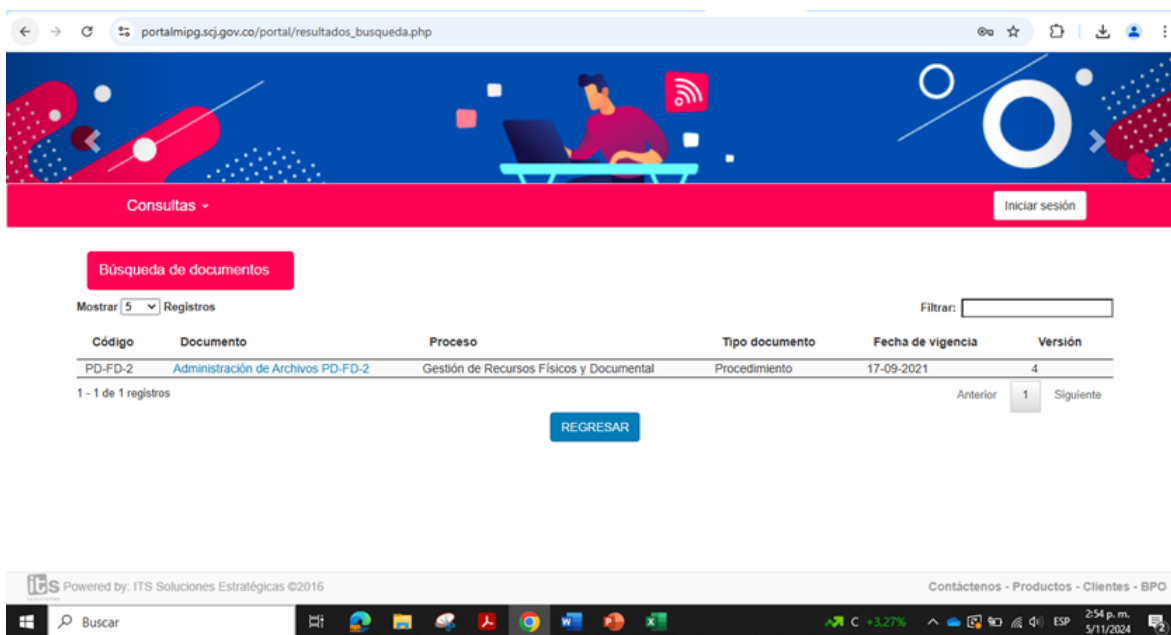 portalmipg.scj.gov.co/portal/resultados_busqueda.php
Consultas
Iniciar sesión
Búsqueda de documentos
Mostrar 5 Registros
Filtrar:
Código Documento Proceso Tipo documento Fecha de vigencia Versión
PD-FD-2 Administración de Archivos PD-FD-2 Gestión de Recursos Físicos y Documental Procedimiento 17-09-2021 4
1 - 1 de 1 registros
Anterior 1 Siguiente
REGRESAR
its Powered by: ITS Soluciones Estratégicas ©2016
Contáctenos - Productos - Clientes - BPO
Buscar
C +3,27%
ESP
2:54 p. m.
5/11/2024